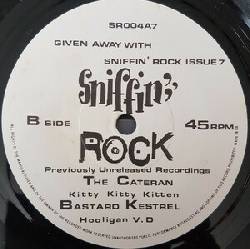 SR004A7
GIVEN AWAY WITH
SNIFFIN' ROCK ISSUE 7
Sniffin'
ROCK
B SIDE
45RPM
Previously Unreleased Recordings
THE CATERAN
Kitty Kitty Kitten
BASTARD KESTREL
Hooligan V.D